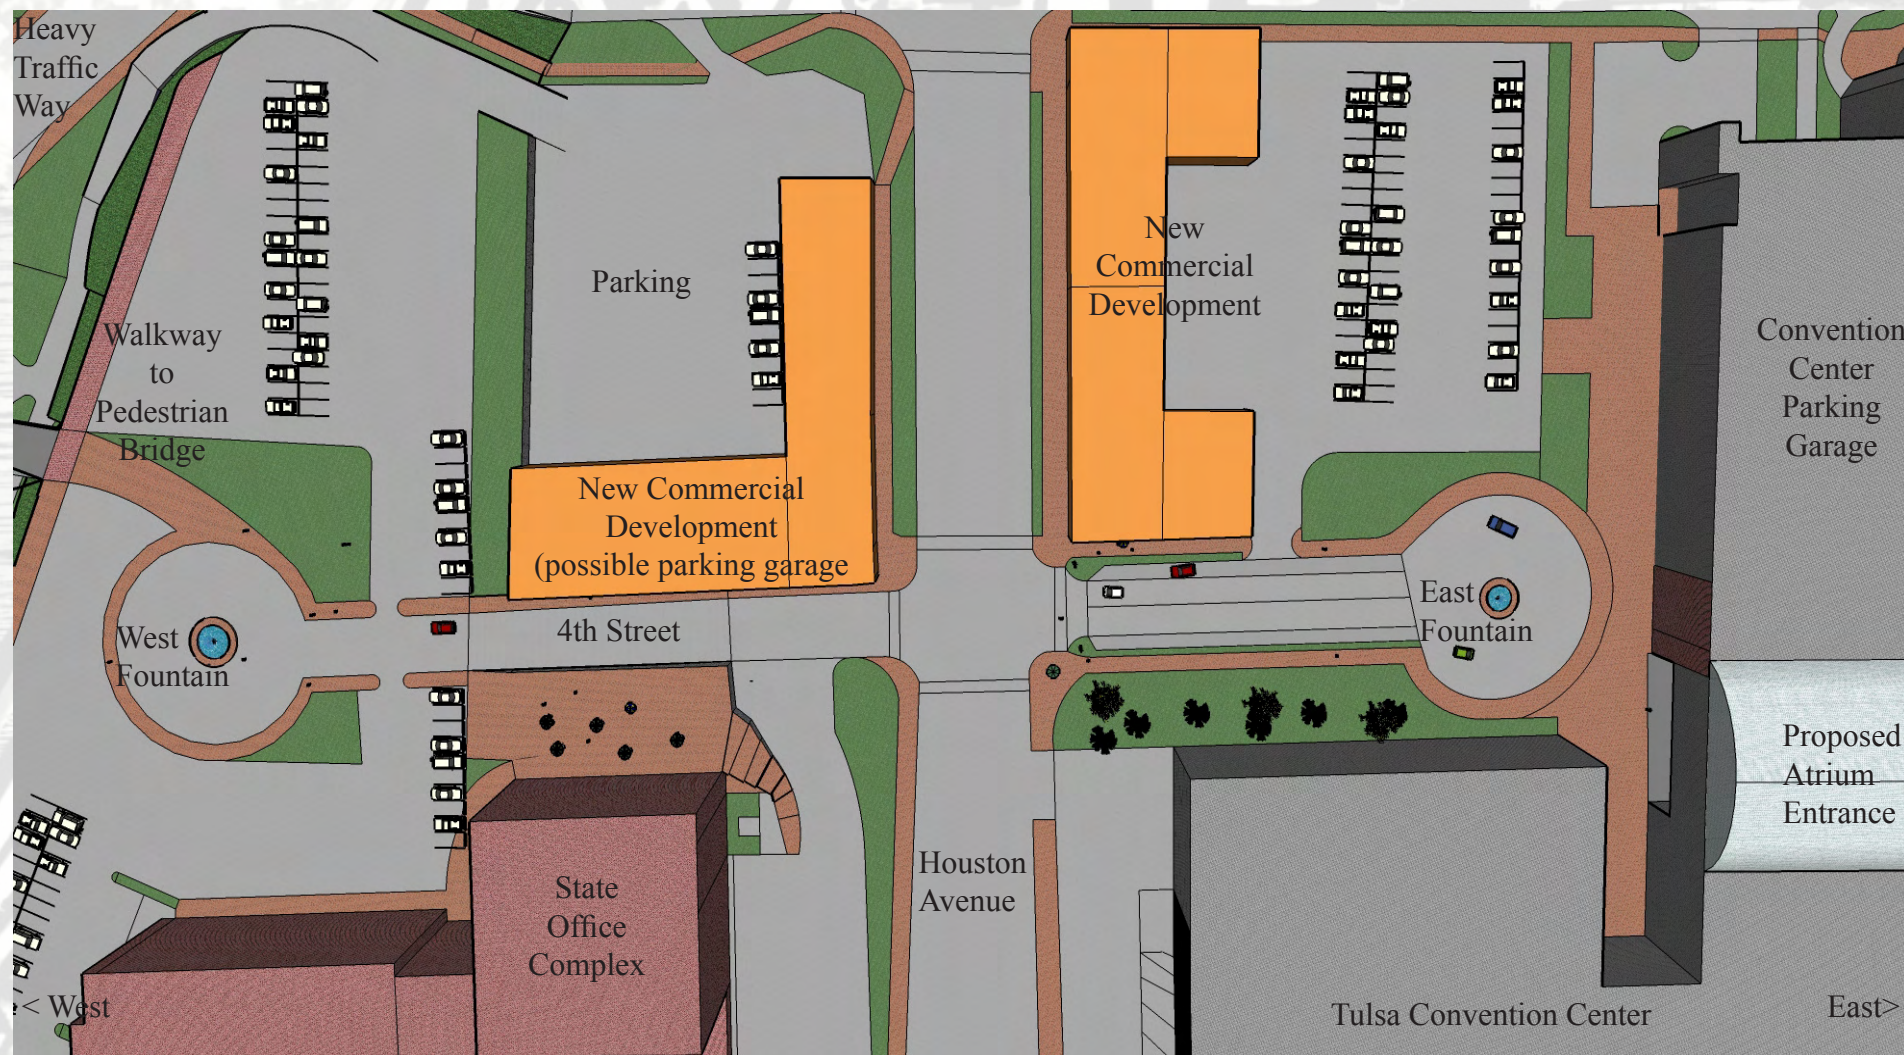 Heavy
Traffic
Way
New
Commercial
Development
Parking
Walkway
to
Pedestrian
Bridge
Convention
Center
Parking
Garage
New Commercial
Development
(possible parking garage
West
Fountain
4th Street
East
Fountain
Proposed
Atrium
Entrance
State
Office
Complex
Houston
Avenue
< West
Tulsa Convention Center
East>